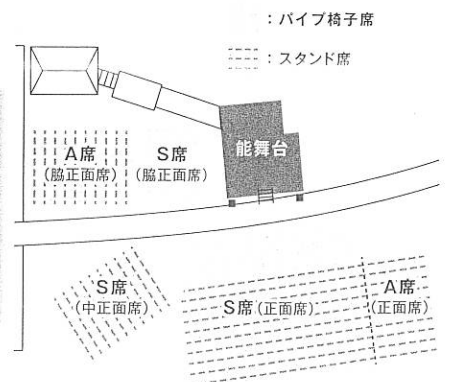 ：パイプ椅子席
：スタンド席
能舞台
A席
（脇正面席）
S席
（脇正面席）
S席
（中正面席）
S席（正面席）
A席
（正面席）